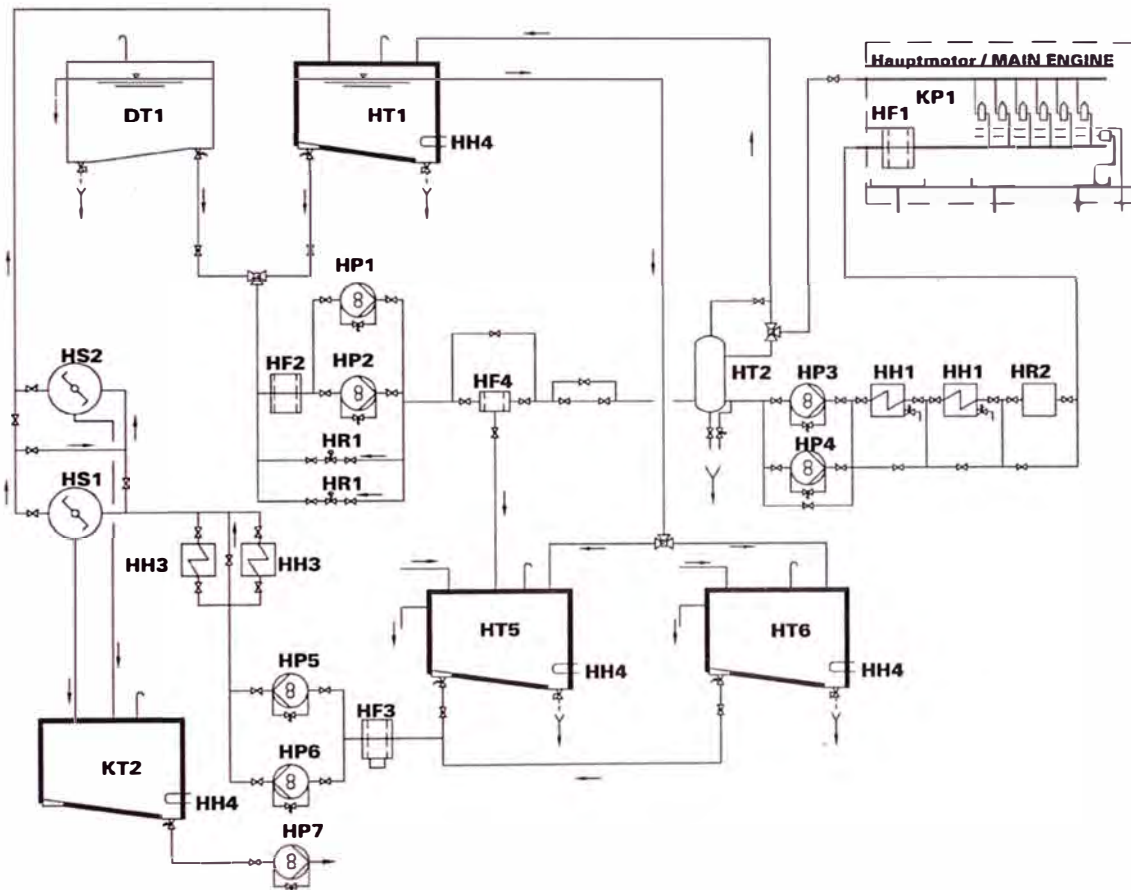 Hauptmotor / MAIN ENGINE
KP1
HF1
DT1
HT1
HH4
HP1
HS2
HP2
HF2
HF4
HT2
HP3
HH1
HH1
HR2
HR1
HP4
HS1
HR1
HH3
HH3
HT5
HT6
HP5
HH4
HH4
HF3
HP6
KT2
HH4
HP7